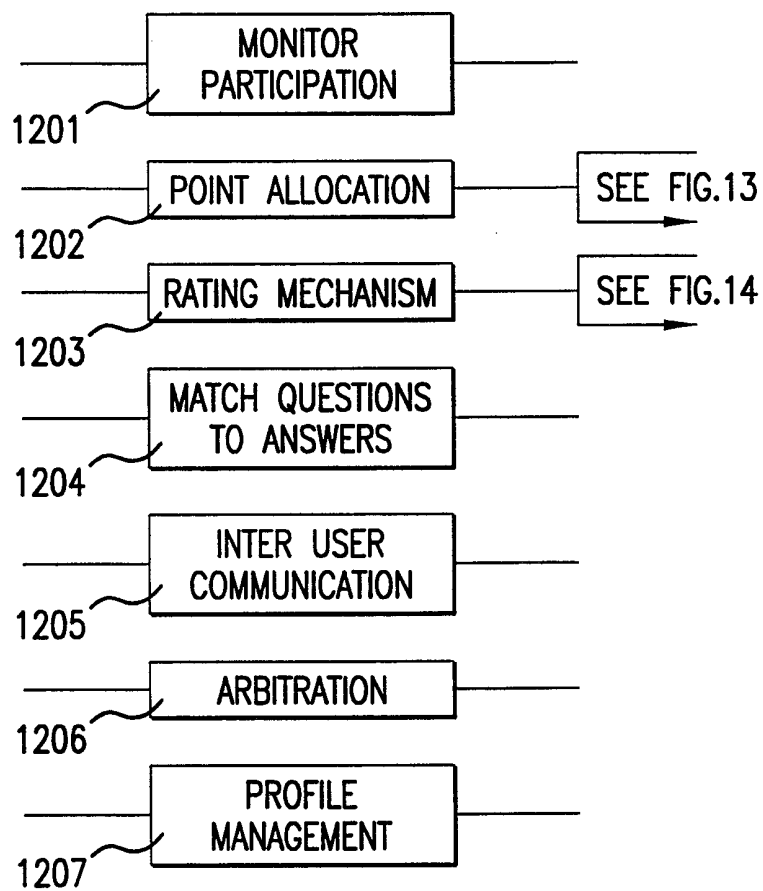 MONITOR
PARTICIPATION
1201
POINT ALLOCATION
SEE FIG.13
1202
RATING MECHANISM
SEE FIG.14
1203
MATCH QUESTIONS
TO ANSWERS
1204
INTER USER
COMMUNICATION
1205
ARBITRATION
1206
PROFILE
MANAGEMENT
1207